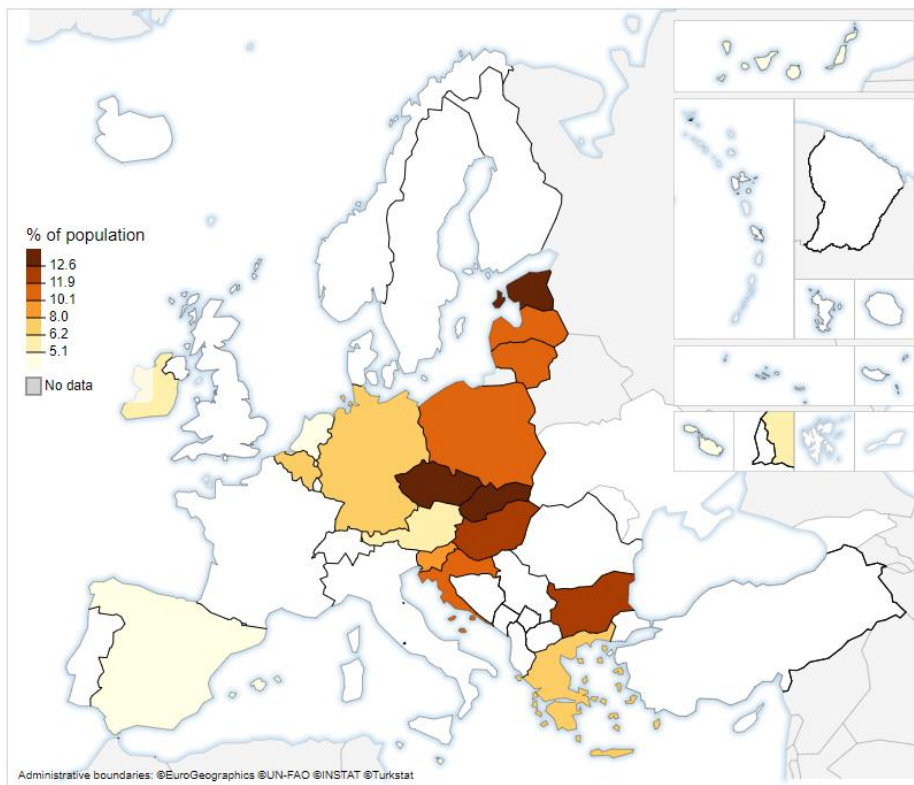 % of population
12.6
11.9
10.1
8.0
6.2
5.1
No data
Administrative boundaries: ©EuroGeographics ©UN-FAO ©INSTAT ©Turkstat